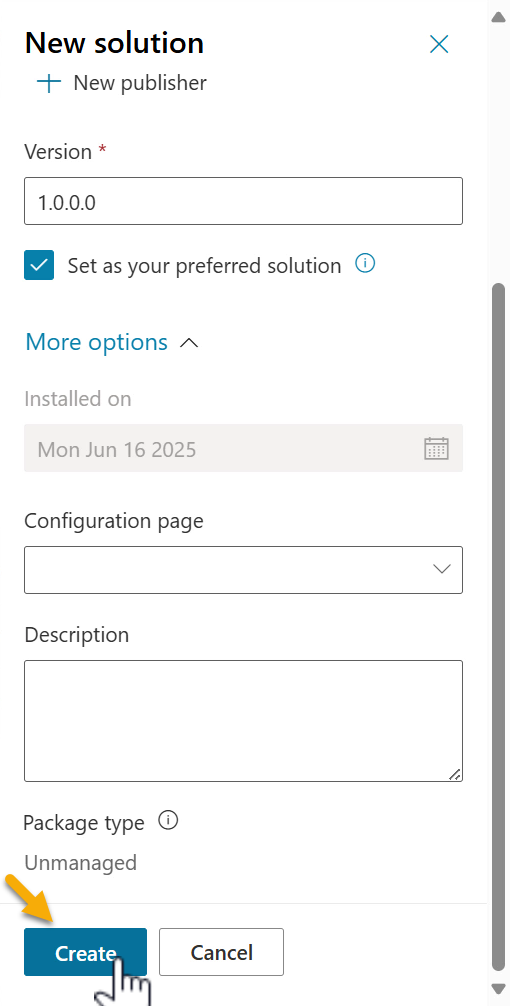 New solution
New publisher
Version *
1.0.0.0
Set as your preferred solution
More options
Installed on
Mon Jun 16 2025
Configuration page
Description
Package type
Unmanaged
Create
Cancel